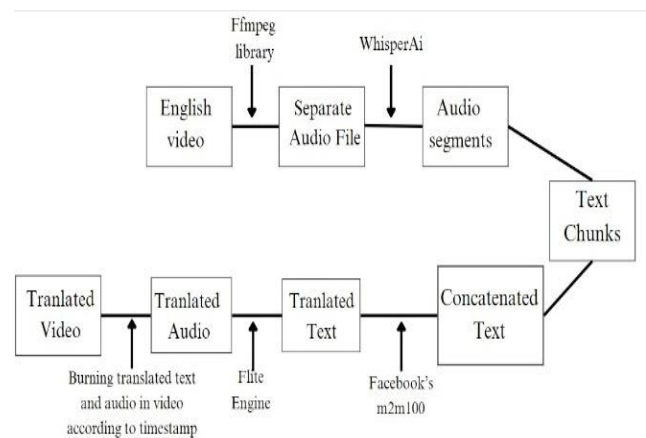 Ffmpeg
library
WhisperAi
English
video
Separate
Audio File
Audio
segments
Text
Chunks
Concatenated
Text
Tranlated
Text
Tranlated
Audio
Tranlated
Video
Facebook's
m2m100
Flite
Engine
Burning translated text
and audio in video
according to timestamp